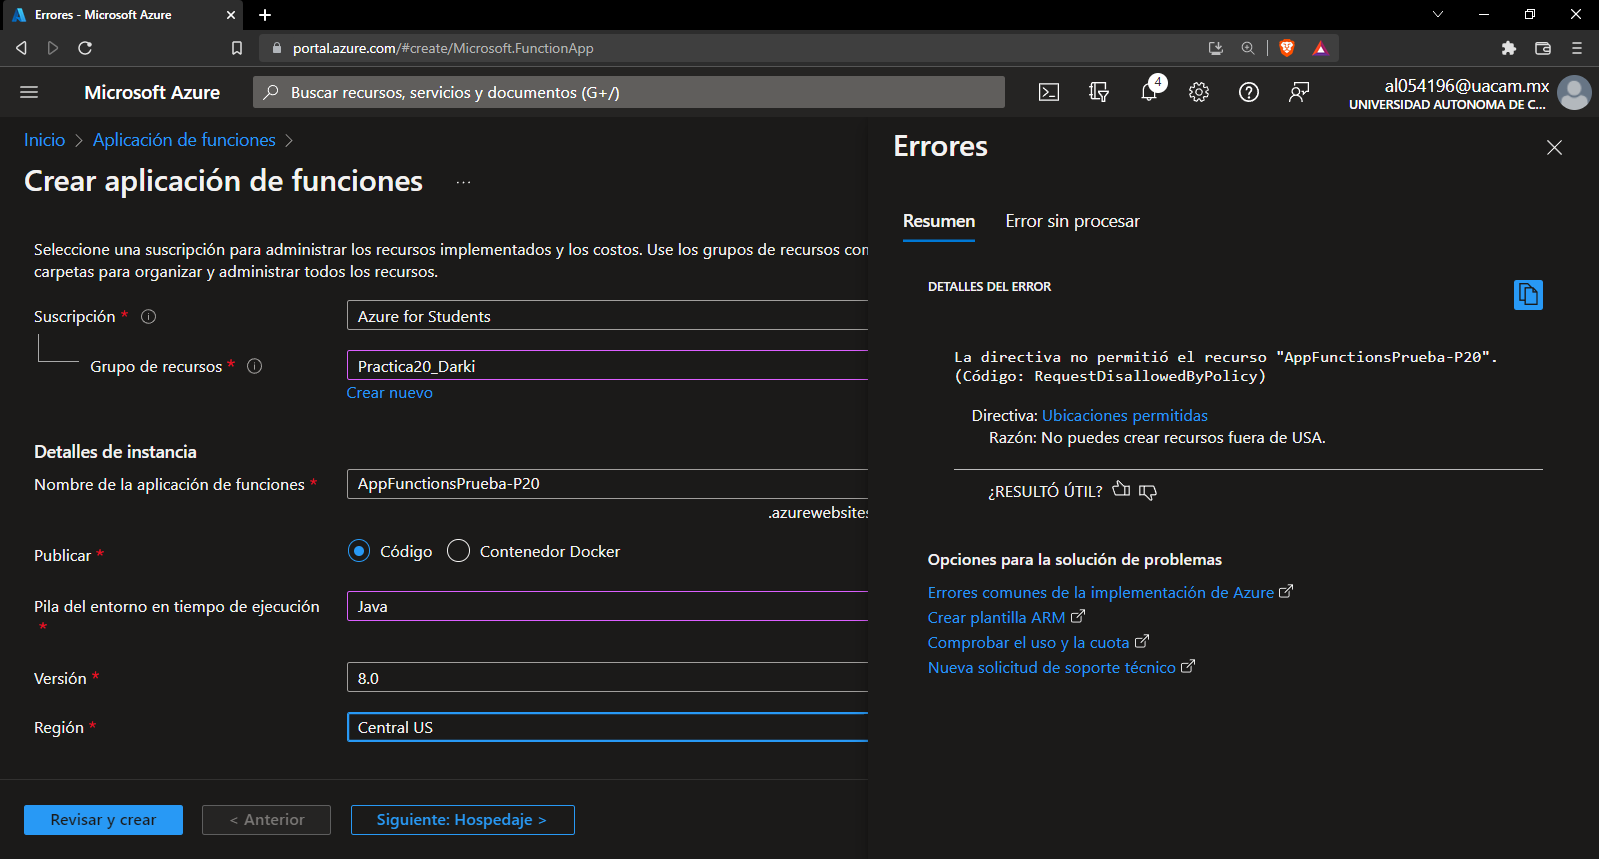 Errores - Microsoft Azure
portal.azure.com/#create/Microsoft.FunctionApp
Microsoft Azure
Buscar recursos, servicios y documentos (G+/)
4
al054196@uacam.mx
UNIVERSIDAD AUTONOMA DE C...
Inicio > Aplicación de funciones >
Crear aplicación de funciones ...
Seleccione una suscripción para administrar los recursos implementados y los costos. Use los grupos de recursos con
carpetas para organizar y administrar todos los recursos.
Suscripción *
Azure for Students
Grupo de recursos *
Practica20_Darki
Crear nuevo
Detalles de instancia
Nombre de la aplicación de funciones *
AppFunctionsPrueba-P20
.azurewebsites
Publicar *
Código
Contenedor Docker
Pila del entorno en tiempo de ejecución *
Java
Versión *
8.0
Región *
Central US
Revisar y crear
< Anterior
Siguiente: Hospedaje >
Errores
Resumen
Error sin procesar
DETALLES DEL ERROR
La directiva no permitió el recurso "AppFunctionsPrueba-P20".
(Código: RequestDisallowedByPolicy)
Directiva: Ubicaciones permitidas
Razón: No puedes crear recursos fuera de USA.
¿RESULTÓ ÚTIL?
Opciones para la solución de problemas
Errores comunes de la implementación de Azure
Crear plantilla ARM
Comprobar el uso y la cuota
Nueva solicitud de soporte técnico